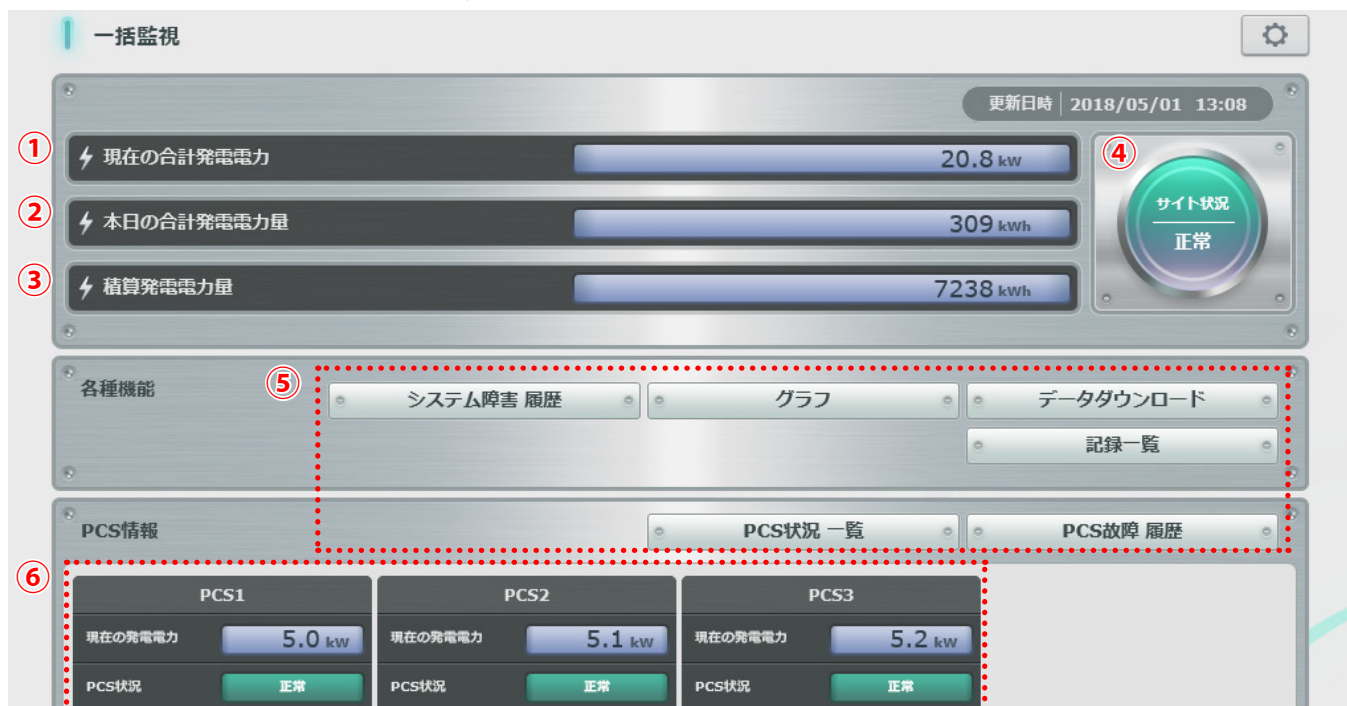 一括監視
更新日時 2018/05/01 13:08
① 現在の合計発電電力 20.8 kW
④
サイト状況
正常
② 本日の合計発電電力量 309 kWh
③ 積算発電電力量 7238 kWh
各種機能
⑤
システム障害 履歴 グラフ データダウンロード
記録一覧
PCS情報 PCS状況 一覧 PCS故障 履歴
⑥
PCS1 PCS2 PCS3
現在の発電電力 5.0 kW 現在の発電電力 5.1 kW 現在の発電電力 5.2 kW
PCS状況 正常 PCS状況 正常 PCS状況 正常